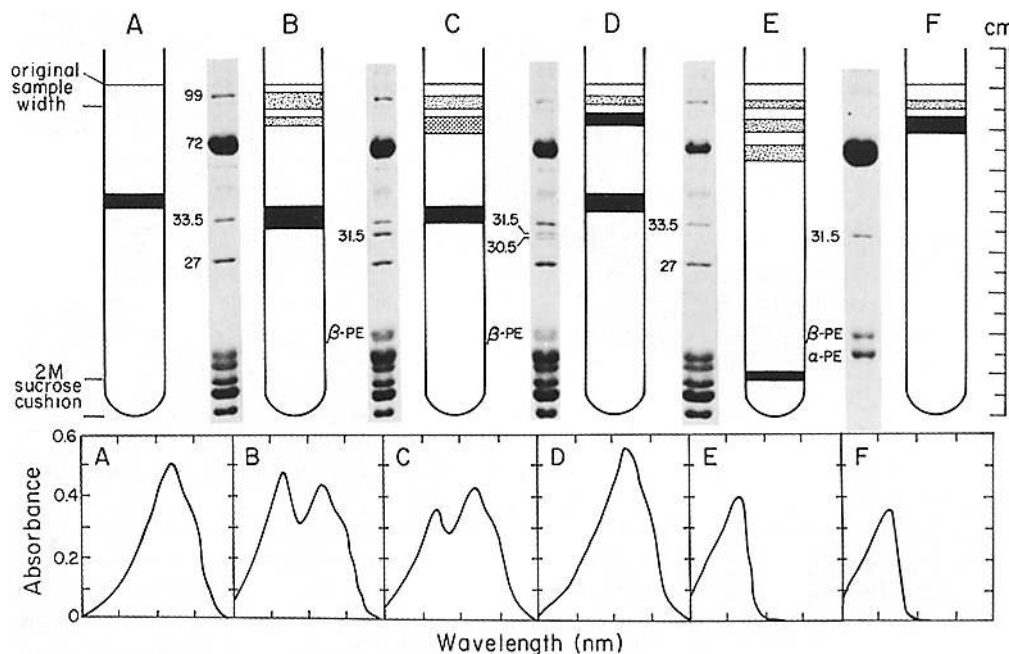 A B C D E F cm
original
sample
width
99
72
33.5
31.5
27
31.5
30.5
33.5
27
31.5
β-PE
β-PE
β-PE
α-PE
2M
sucrose
cushion
0.6
0.4
0.2
0
Absorbance
A B C D E F
Wavelength (nm)